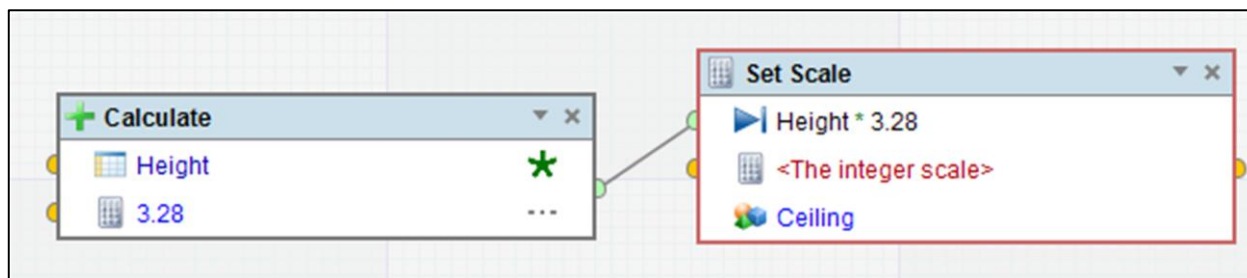 Calculate
Height *
3.28 ...
Set Scale
Height * 3.28
<The integer scale>
Ceiling